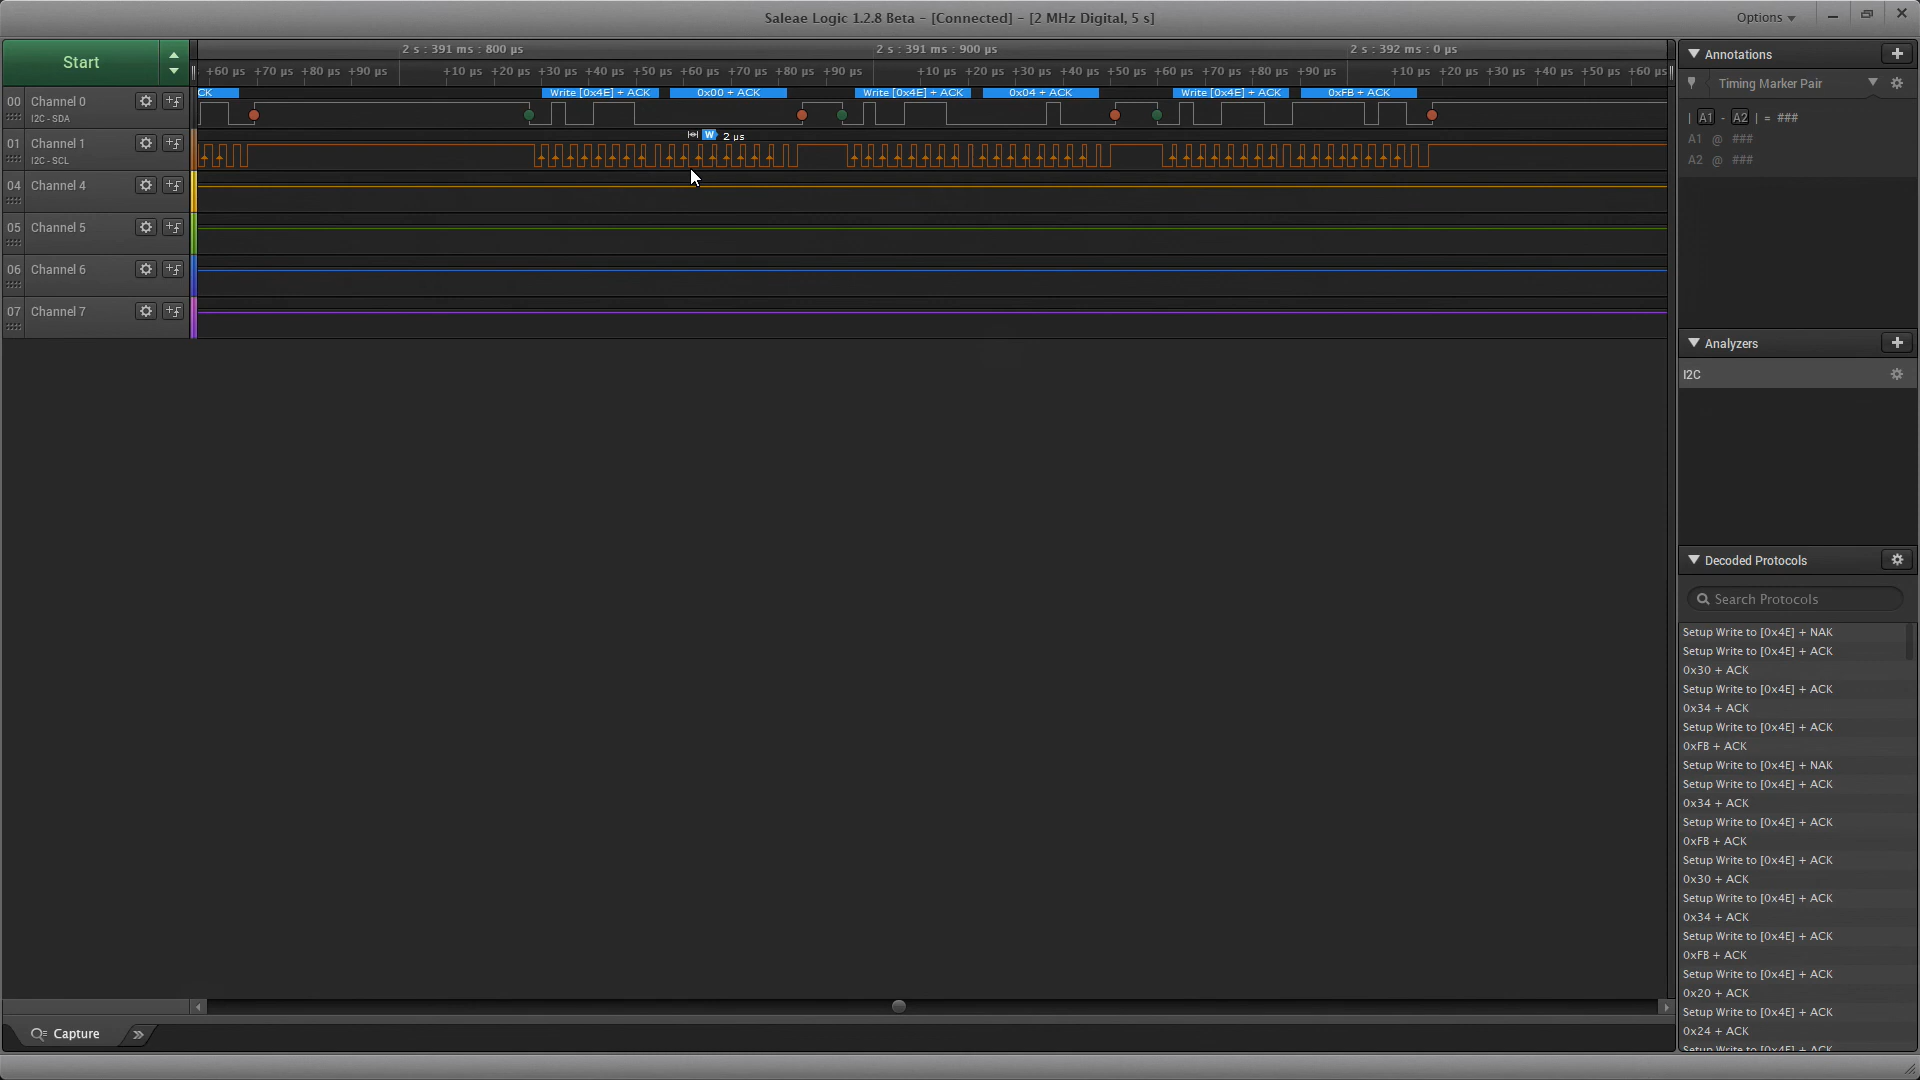 Saleae Logic 1.2.8 Beta - [Connected] - [2 MHz Digital, 5 s]
Options
Start
2 s : 391 ms : 800 µs
2 s : 391 ms : 900 µs
2 s : 392 ms : 0 µs
+60 µs +70 µs +80 µs +90 µs +10 µs +20 µs +30 µs +40 µs +50 µs +60 µs +70 µs +80 µs +90 µs +10 µs +20 µs +30 µs +40 µs +50 µs +60 µs +70 µs +80 µs +90 µs +10 µs +20 µs +30 µs +40 µs +50 µs +60 µs
00 Channel 0
I2C - SDA
CK
Write [0x4E] + ACK
0x00 + ACK
Write [0x4E] + ACK
0x04 + ACK
Write [0x4E] + ACK
0xFB + ACK
01 Channel 1
I2C - SCL
W 2 µs
04 Channel 4
05 Channel 5
06 Channel 6
07 Channel 7
Capture
Annotations
Timing Marker Pair
| A1 - A2 | = ###
A1 @ ###
A2 @ ###
Analyzers
I2C
Decoded Protocols
Search Protocols
Setup Write to [0x4E] + NAK
Setup Write to [0x4E] + ACK
0x30 + ACK
Setup Write to [0x4E] + ACK
0x34 + ACK
Setup Write to [0x4E] + ACK
0xFB + ACK
Setup Write to [0x4E] + NAK
Setup Write to [0x4E] + ACK
0x34 + ACK
Setup Write to [0x4E] + ACK
0xFB + ACK
Setup Write to [0x4E] + ACK
0x30 + ACK
Setup Write to [0x4E] + ACK
0x34 + ACK
Setup Write to [0x4E] + ACK
0xFB + ACK
Setup Write to [0x4E] + ACK
0x20 + ACK
Setup Write to [0x4E] + ACK
0x24 + ACK
Setup Write to [0x4E] + ACK